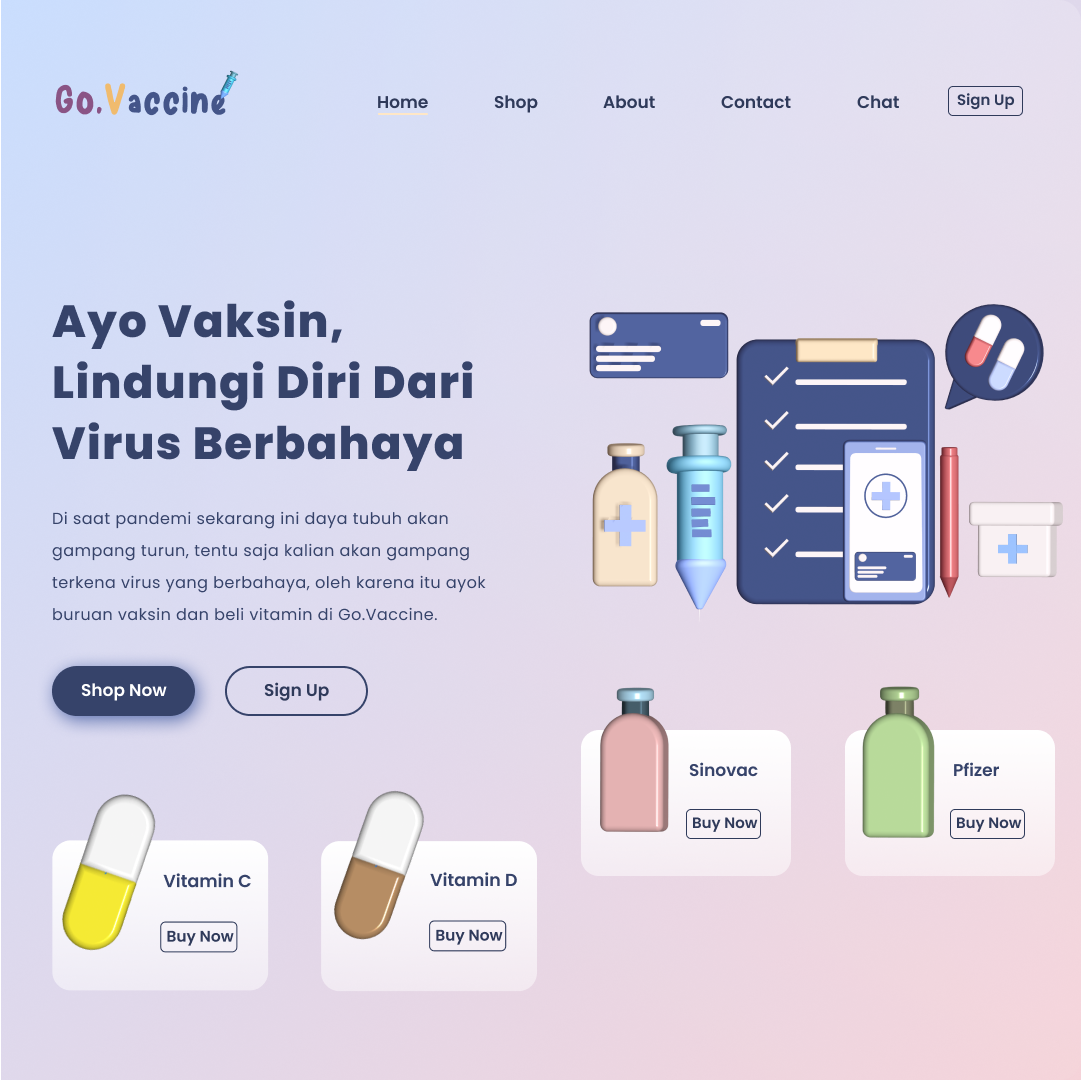 Go.Vaccine
Home
Shop
About
Contact
Chat
Sign Up
Ayo Vaksin,
Lindungi Diri Dari
Virus Berbahaya
Di saat pandemi sekarang ini daya tubuh akan
gampang turun, tentu saja kalian akan gampang
terkena virus yang berbahaya, oleh karena itu ayok
buruan vaksin dan beli vitamin di Go.Vaccine.
Shop Now
Sign Up
Sinovac
Buy Now
Pfizer
Buy Now
Vitamin C
Buy Now
Vitamin D
Buy Now